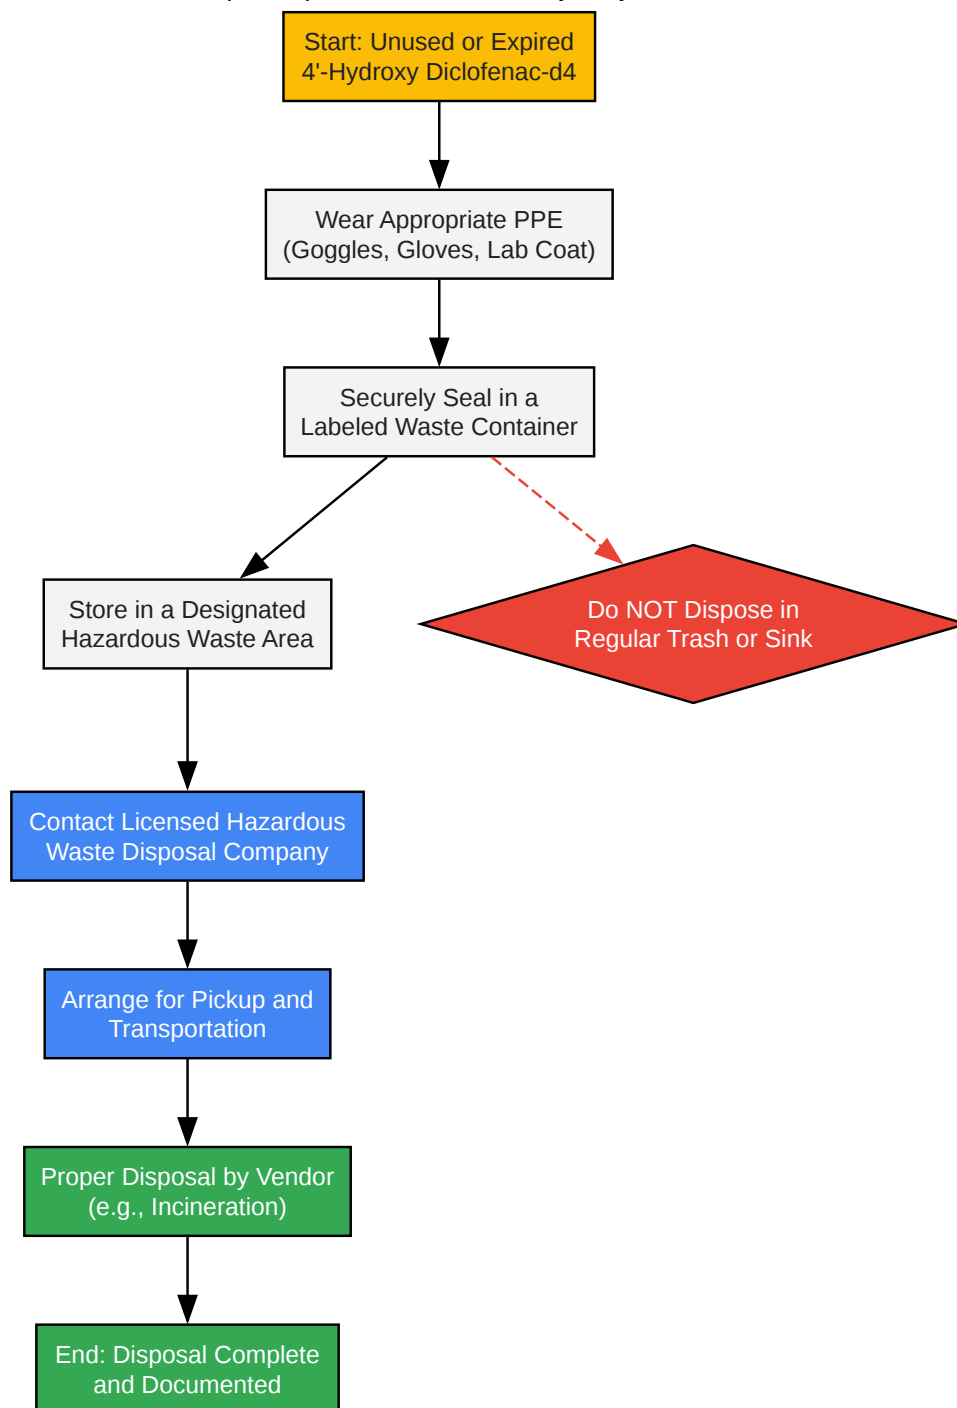 Start: Unused or Expired
4'-Hydroxy Diclofenac-d4
Wear Appropriate PPE
(Goggles, Gloves, Lab Coat)
Securely Seal in a
Labeled Waste Container
Store in a Designated
Hazardous Waste Area
Do NOT Dispose in
Regular Trash or Sink
Contact Licensed Hazardous
Waste Disposal Company
Arrange for Pickup and
Transportation
Proper Disposal by Vendor
(e.g., Incineration)
End: Disposal Complete
and Documented